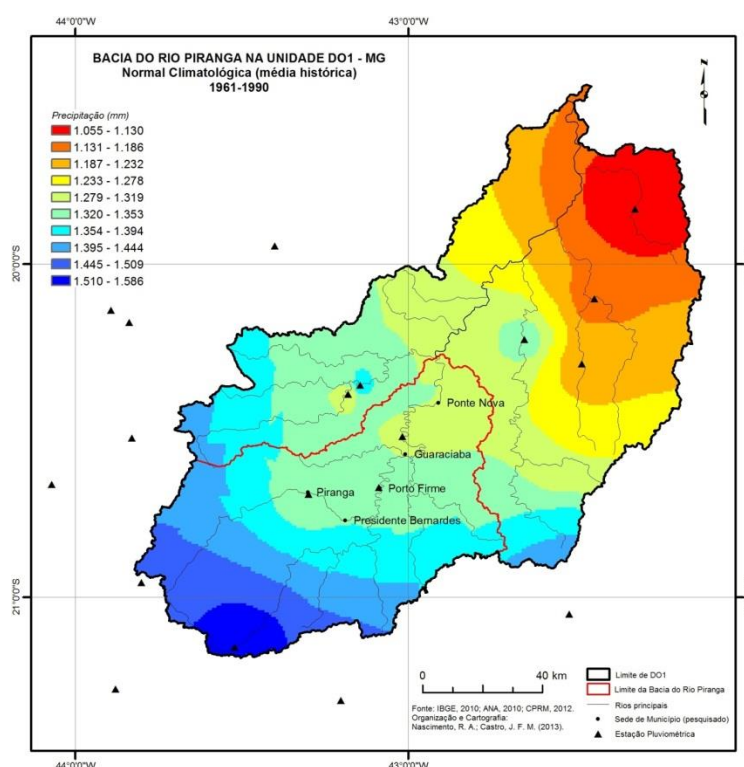 44°0'0"W 43°0'0"W
BACIA DO RIO PIRANGA NA UNIDADE DO1 - MG
Normal Climatológica (média histórica)
1961-1990
Precipitação (mm)
1.055 - 1.130
1.131 - 1.186
1.187 - 1.232
1.233 - 1.278
1.279 - 1.319
1.320 - 1.353
1.354 - 1.394
1.395 - 1.444
1.445 - 1.509
1.510 - 1.586
N
20°0'0"S 20°0'0"S
Ponte Nova
Guaraciaba
Piranga
Porto Firme
Presidente Bernardes
21°0'0"S 21°0'0"S
0 40 km
Limite de DO1
Limite da Bacia do Rio Piranga
Rios principais
Sede de Município (pesquisado)
Estação Pluviométrica
Fonte: IBGE, 2010; ANA, 2010; CPRM, 2012.
Organização e Cartografia:
Nascimento, R. A.; Castro, J. F. M. (2013).
44°0'0"W 43°0'0"W